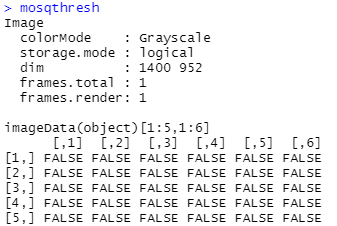 > mosqthresh
Image
  colorMode    : Grayscale
  storage.mode : logical
  dim          : 1400 952
  frames.total : 1
  frames.render: 1

imageData(object)[1:5,1:6]
      [,1]  [,2]  [,3]  [,4]  [,5]  [,6]
[1,] FALSE FALSE FALSE FALSE FALSE FALSE
[2,] FALSE FALSE FALSE FALSE FALSE FALSE
[3,] FALSE FALSE FALSE FALSE FALSE FALSE
[4,] FALSE FALSE FALSE FALSE FALSE FALSE
[5,] FALSE FALSE FALSE FALSE FALSE FALSE